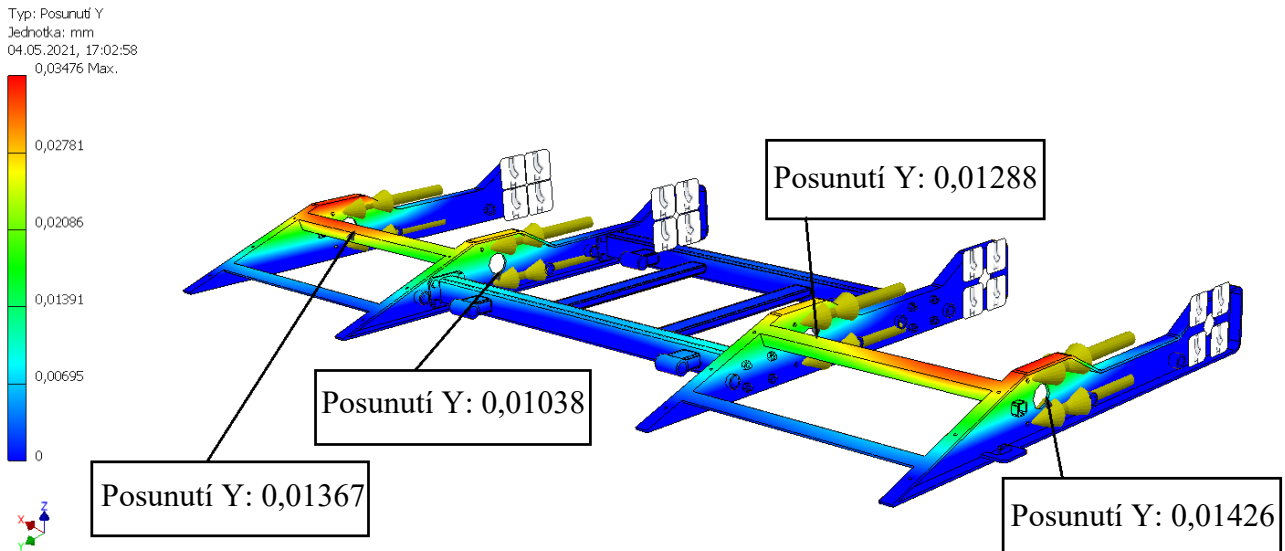 Typ: Posunutí Y
Jednotka: mm
04.05.2021, 17:02:58
0,03476 Max.
0,02781
0,02086
0,01391
0,00695
0
Posunutí Y: 0,01288
Posunutí Y: 0,01038
Posunutí Y: 0,01367
Posunutí Y: 0,01426
Z
X
Y